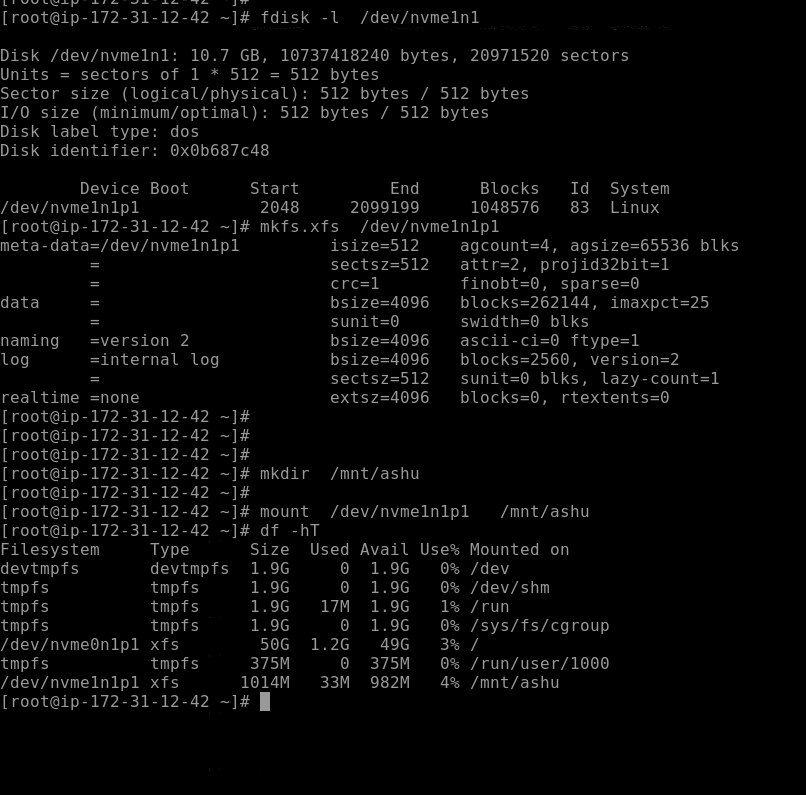 [root@ip-172-31-12-42 ~]#
[root@ip-172-31-12-42 ~]# fdisk -l  /dev/nvme1n1

Disk /dev/nvme1n1: 10.7 GB, 10737418240 bytes, 20971520 sectors
Units = sectors of 1 * 512 = 512 bytes
Sector size (logical/physical): 512 bytes / 512 bytes
I/O size (minimum/optimal): 512 bytes / 512 bytes
Disk label type: dos
Disk identifier: 0x0b687c48

        Device Boot      Start         End      Blocks   Id  System
/dev/nvme1n1p1            2048     2099199     1048576   83  Linux
[root@ip-172-31-12-42 ~]# mkfs.xfs  /dev/nvme1n1p1
meta-data=/dev/nvme1n1p1         isize=512   agcount=4, agsize=65536 blks
         =                       sectsz=512   attr=2, projid32bit=1
         =                       crc=1        finobt=0, sparse=0
data     =                       bsize=4096   blocks=262144, imaxpct=25
         =                       sunit=0      swidth=0 blks
naming   =version 2              bsize=4096   ascii-ci=0 ftype=1
log      =internal log           bsize=4096   blocks=2560, version=2
         =                       sectsz=512   sunit=0 blks, lazy-count=1
realtime =none                   extsz=4096   blocks=0, rtextents=0
[root@ip-172-31-12-42 ~]#
[root@ip-172-31-12-42 ~]#
[root@ip-172-31-12-42 ~]#
[root@ip-172-31-12-42 ~]# mkdir  /mnt/ashu
[root@ip-172-31-12-42 ~]#
[root@ip-172-31-12-42 ~]# mount  /dev/nvme1n1p1   /mnt/ashu
[root@ip-172-31-12-42 ~]# df -hT
Filesystem     Type      Size  Used Avail Use% Mounted on
devtmpfs       devtmpfs  1.9G     0  1.9G   0% /dev
tmpfs          tmpfs     1.9G     0  1.9G   0% /dev/shm
tmpfs          tmpfs     1.9G   17M  1.9G   1% /run
tmpfs          tmpfs     1.9G     0  1.9G   0% /sys/fs/cgroup
/dev/nvme0n1p1 xfs        50G  1.2G   49G   3% /
tmpfs          tmpfs     375M     0  375M   0% /run/user/1000
/dev/nvme1n1p1 xfs      1014M   33M  982M   4% /mnt/ashu
[root@ip-172-31-12-42 ~]#